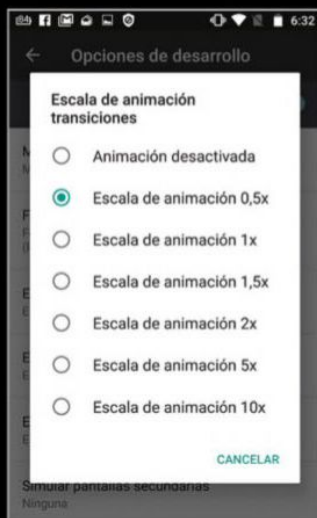 84 6:32
Opciones de desarrollo
Escala de animación
transiciones
Animación desactivada
Escala de animación 0,5x
Escala de animación 1x
Escala de animación 1,5x
Escala de animación 2x
Escala de animación 5x
Escala de animación 10x
CANCELAR
Simular pantallas secundarias
Ninguna